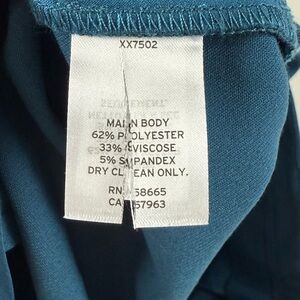 XX7502
MAIN BODY
62% POLYESTER
33% VISCOSE
5% SPANDEX
DRY CLEAN ONLY.
RN 58665
CA 57963